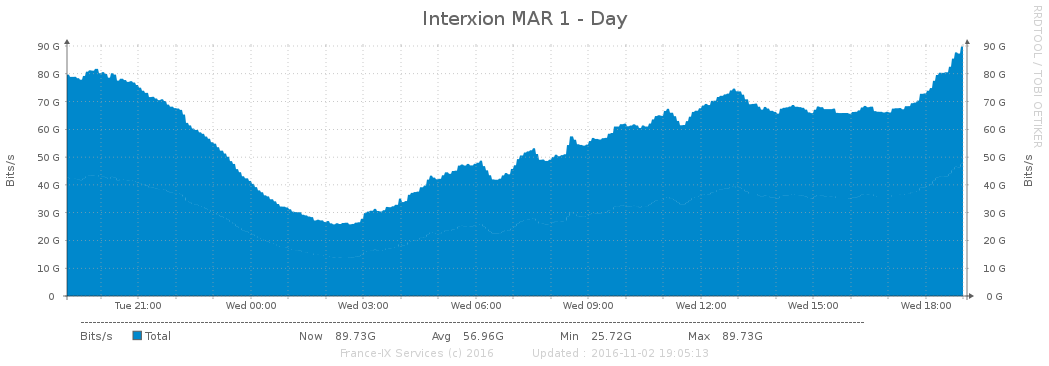 Interxion MAR 1 - Day
RRDTOOL / TOBI OETIKER
Bits/s
Bits/s
90 G 90 G
80 G 80 G
70 G 70 G
60 G 60 G
50 G 50 G
40 G 40 G
30 G 30 G
20 G 20 G
10 G 10 G
0 0 G
Tue 21:00 Wed 00:00 Wed 03:00 Wed 06:00 Wed 09:00 Wed 12:00 Wed 15:00 Wed 18:00
Bits/s Total Now 89.73G Avg 56.96G Min 25.72G Max 89.73G
France-IX Services (c) 2016 Updated : 2016-11-02 19:05:13